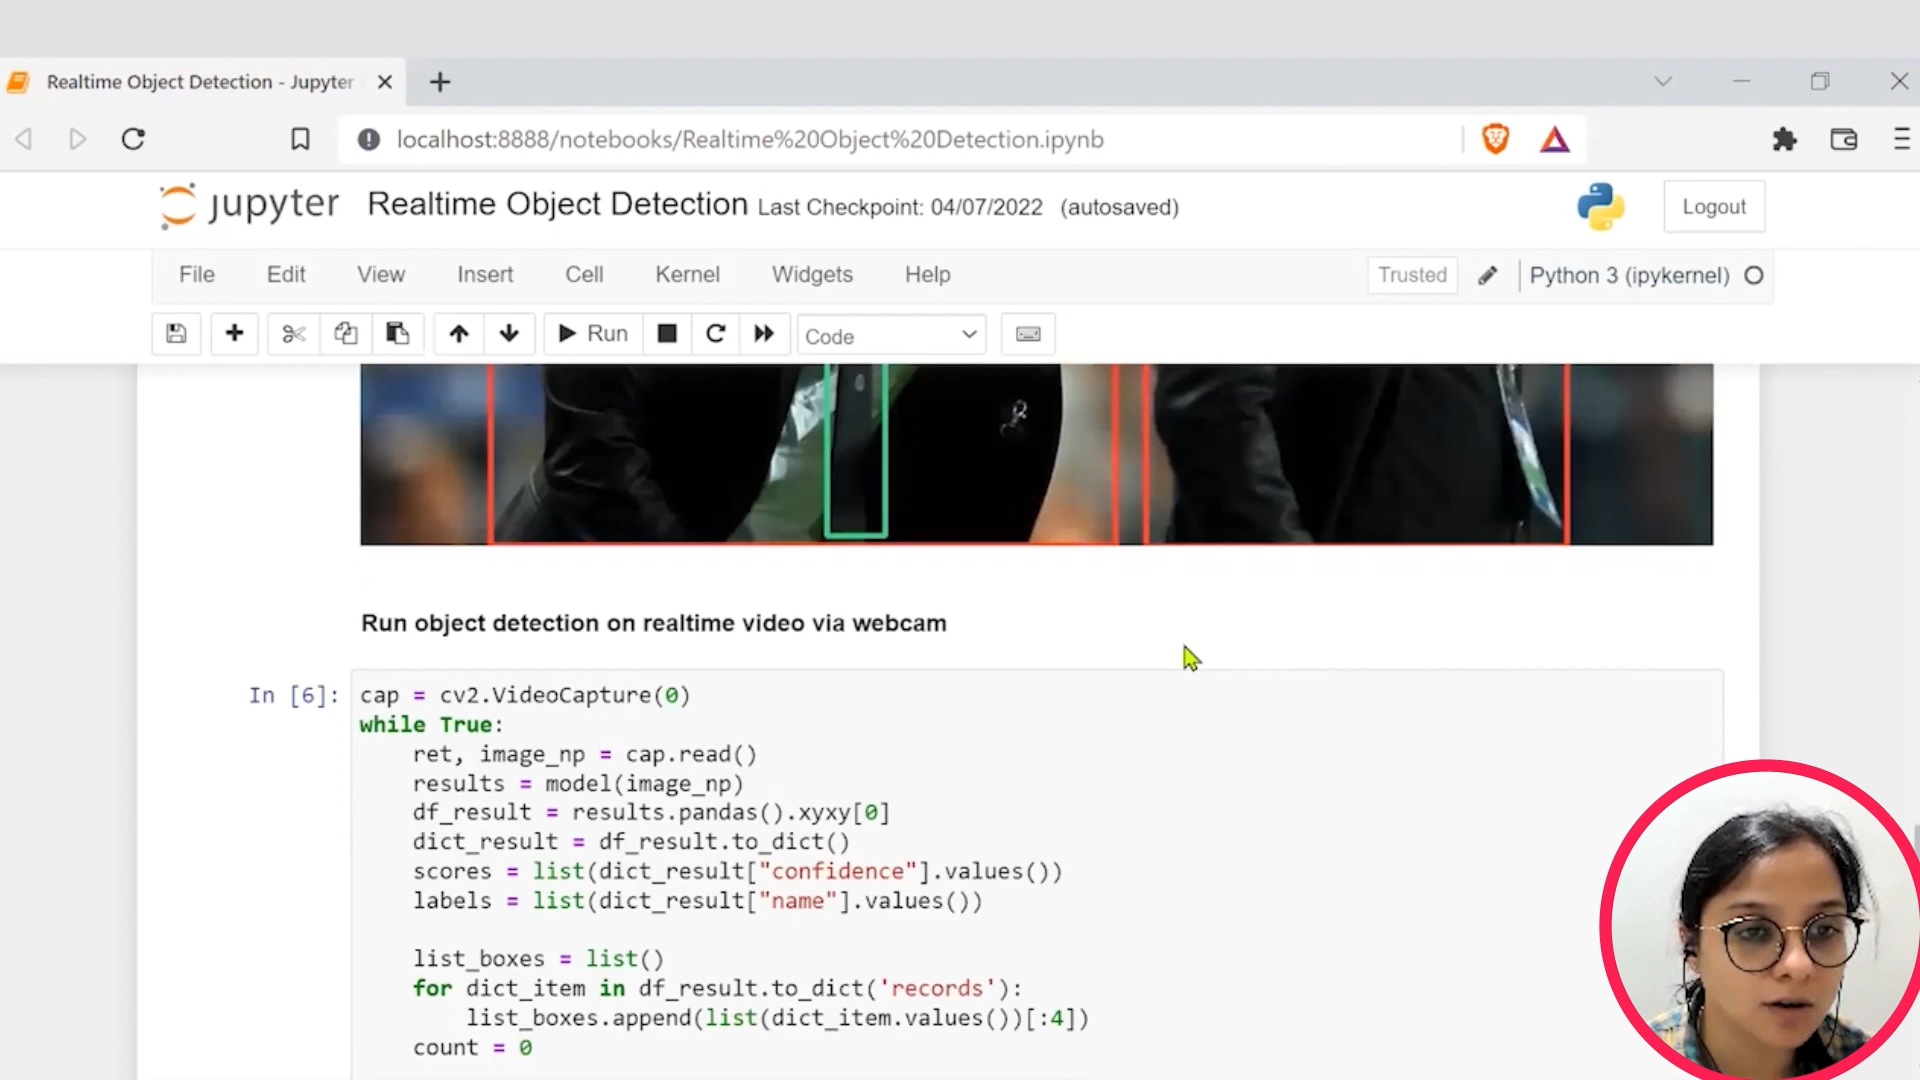 Realtime Object Detection - Jupyter
localhost:8888/notebooks/Realtime%20Object%20Detection.ipynb
jupyter Realtime Object Detection Last Checkpoint: 04/07/2022 (autosaved)
Logout
File Edit View Insert Cell Kernel Widgets Help
Trusted Python 3 (ipykernel)
Run Code
Run object detection on realtime video via webcam
In [6]: cap = cv2.VideoCapture(0)
while True:
    ret, image_np = cap.read()
    results = model(image_np)
    df_result = results.pandas().xyxy[0]
    dict_result = df_result.to_dict()
    scores = list(dict_result["confidence"].values())
    labels = list(dict_result["name"].values())
    list_boxes = list()
    for dict_item in df_result.to_dict('records'):
        list_boxes.append(list(dict_item.values())[:4])
    count = 0